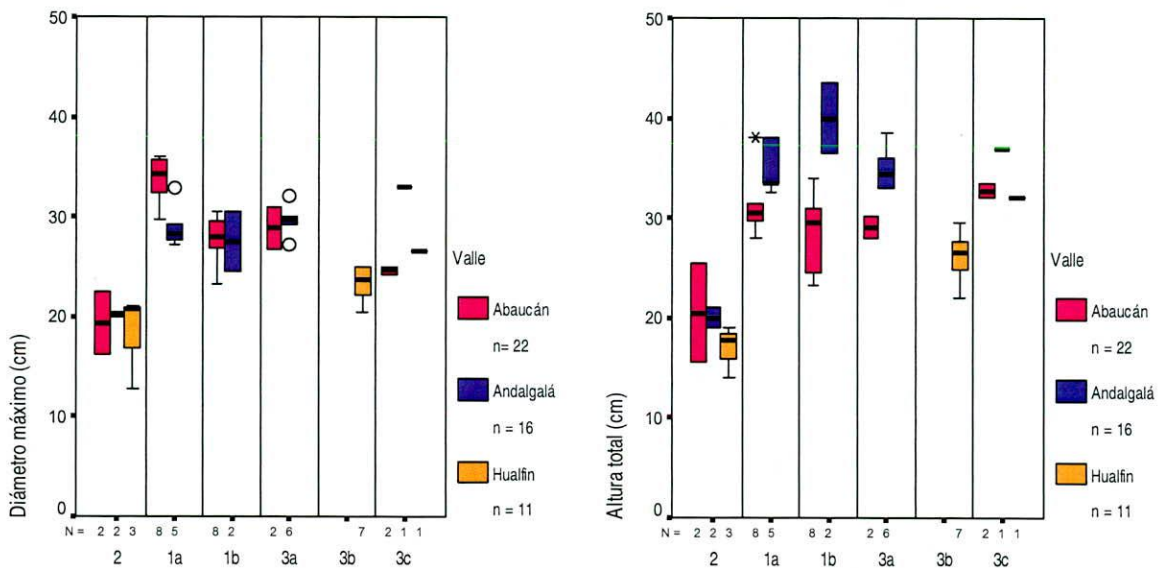 50
40
30
20
10
0
Diámetro máximo (cm)
N = 2 2 3 8 5 8 2 2 6 7 2 1 1
2 1a 1b 3a 3b 3c
Valle
Abaucán
n= 22
Andalgalá
n = 16
Hualfin
n = 11
50
40
30
20
10
0
Altura total (cm)
N = 2 2 3 8 5 8 2 2 6 7 2 1 1
2 1a 1b 3a 3b 3c
Valle
Abaucán
n = 22
Andalgalá
n = 16
Hualfin
n = 11